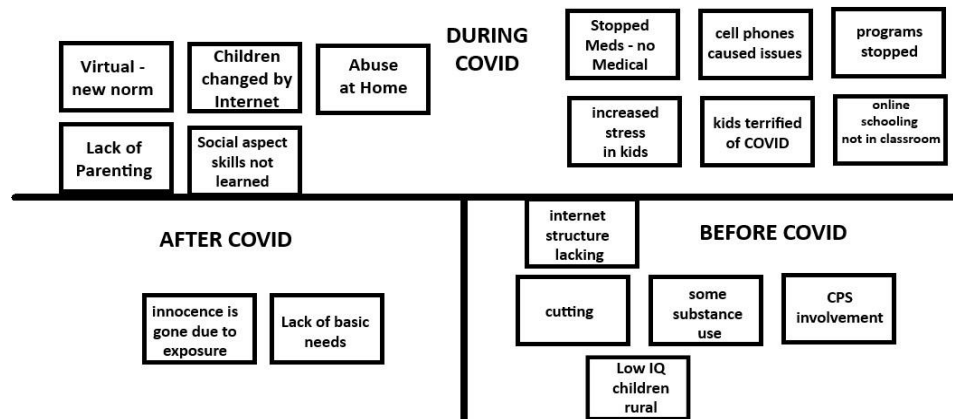 DURING
COVID
Virtual -
new norm
Children
changed by
Internet
Abuse
at Home
Stopped
Meds - no
Medical
cell phones
caused issues
programs
stopped
Lack of
Parenting
Social aspect
skills not
learned
increased
stress
in kids
kids terrified
of COVID
online
schooling
not in classroom
AFTER COVID
innocence is
gone due to
exposure
Lack of basic
needs
BEFORE COVID
internet
structure
lacking
cutting
some
substance
use
CPS
involvement
Low IQ
children
rural